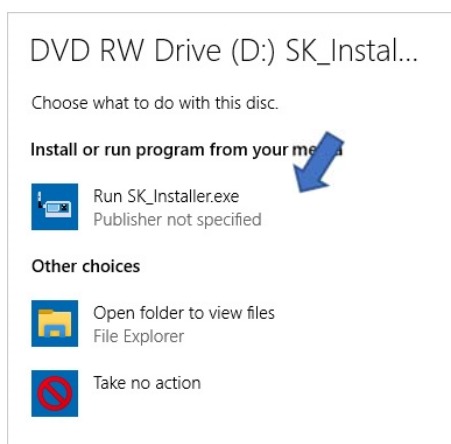 DVD RW Drive (D:) SK_Instal...
Choose what to do with this disc.
Install or run program from your media
Run SK_Installer.exe
Publisher not specified
Other choices
Open folder to view files
File Explorer
Take no action